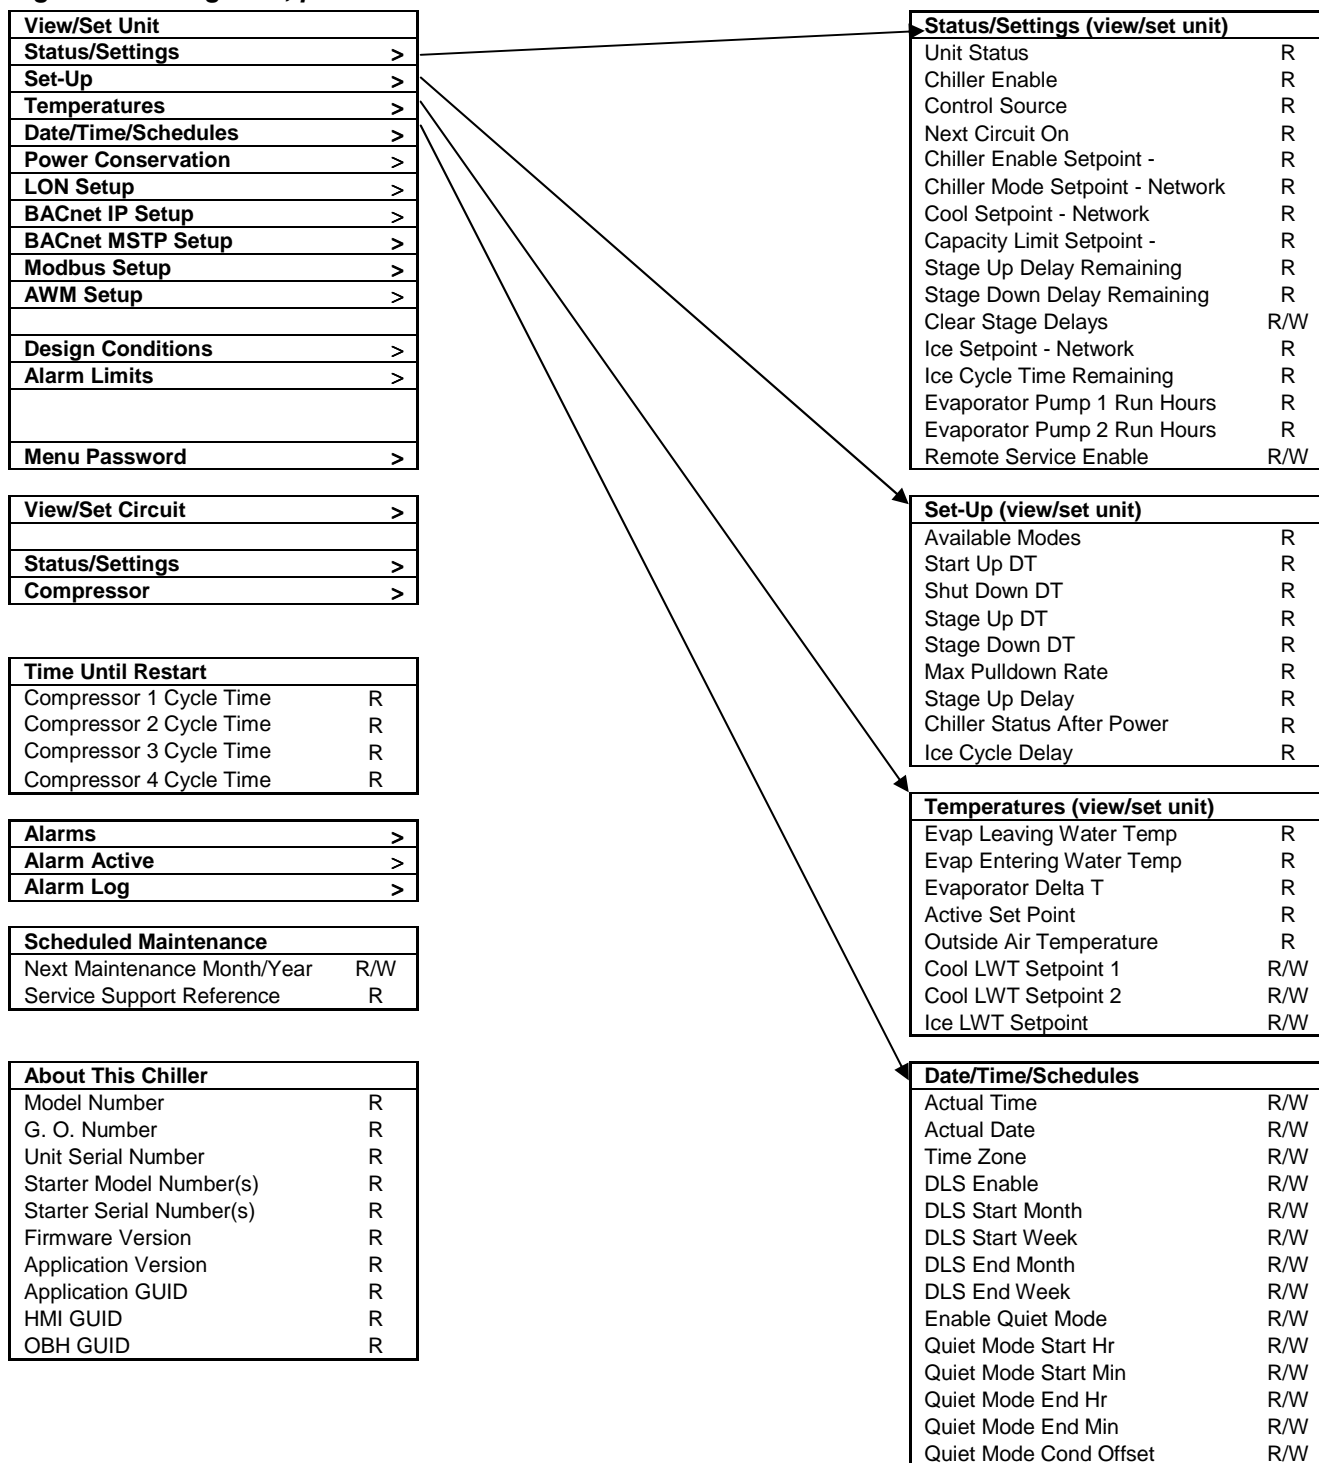 View/Set Unit
Status/Settings >
Set-Up >
Temperatures >
Date/Time/Schedules >
Power Conservation >
LON Setup >
BACnet IP Setup >
BACnet MSTP Setup >
Modbus Setup >
AWM Setup >
Design Conditions >
Alarm Limits >
Menu Password >
View/Set Circuit >
Status/Settings >
Compressor >
Time Until Restart
Compressor 1 Cycle Time R
Compressor 2 Cycle Time R
Compressor 3 Cycle Time R
Compressor 4 Cycle Time R
Alarms >
Alarm Active >
Alarm Log >
Scheduled Maintenance
Next Maintenance Month/Year R/W
Service Support Reference R
About This Chiller
Model Number R
G. O. Number R
Unit Serial Number R
Starter Model Number(s) R
Starter Serial Number(s) R
Firmware Version R
Application Version R
Application GUID R
HMI GUID R
OBH GUID R
Status/Settings (view/set unit)
Unit Status R
Chiller Enable R
Control Source R
Next Circuit On R
Chiller Enable Setpoint - R
Chiller Mode Setpoint - Network R
Cool Setpoint - Network R
Capacity Limit Setpoint - R
Stage Up Delay Remaining R
Stage Down Delay Remaining R
Clear Stage Delays R/W
Ice Setpoint - Network R
Ice Cycle Time Remaining R
Evaporator Pump 1 Run Hours R
Evaporator Pump 2 Run Hours R
Remote Service Enable R/W
Set-Up (view/set unit)
Available Modes R
Start Up DT R
Shut Down DT R
Stage Up DT R
Stage Down DT R
Max Pulldown Rate R
Stage Up Delay R
Chiller Status After Power R
Ice Cycle Delay R
Temperatures (view/set unit)
Evap Leaving Water Temp R
Evap Entering Water Temp R
Evaporator Delta T R
Active Set Point R
Outside Air Temperature R
Cool LWT Setpoint 1 R/W
Cool LWT Setpoint 2 R/W
Ice LWT Setpoint R/W
Date/Time/Schedules
Actual Time R/W
Actual Date R/W
Time Zone R/W
DLS Enable R/W
DLS Start Month R/W
DLS Start Week R/W
DLS End Month R/W
DLS End Week R/W
Enable Quiet Mode R/W
Quiet Mode Start Hr R/W
Quiet Mode Start Min R/W
Quiet Mode End Hr R/W
Quiet Mode End Min R/W
Quiet Mode Cond Offset R/W